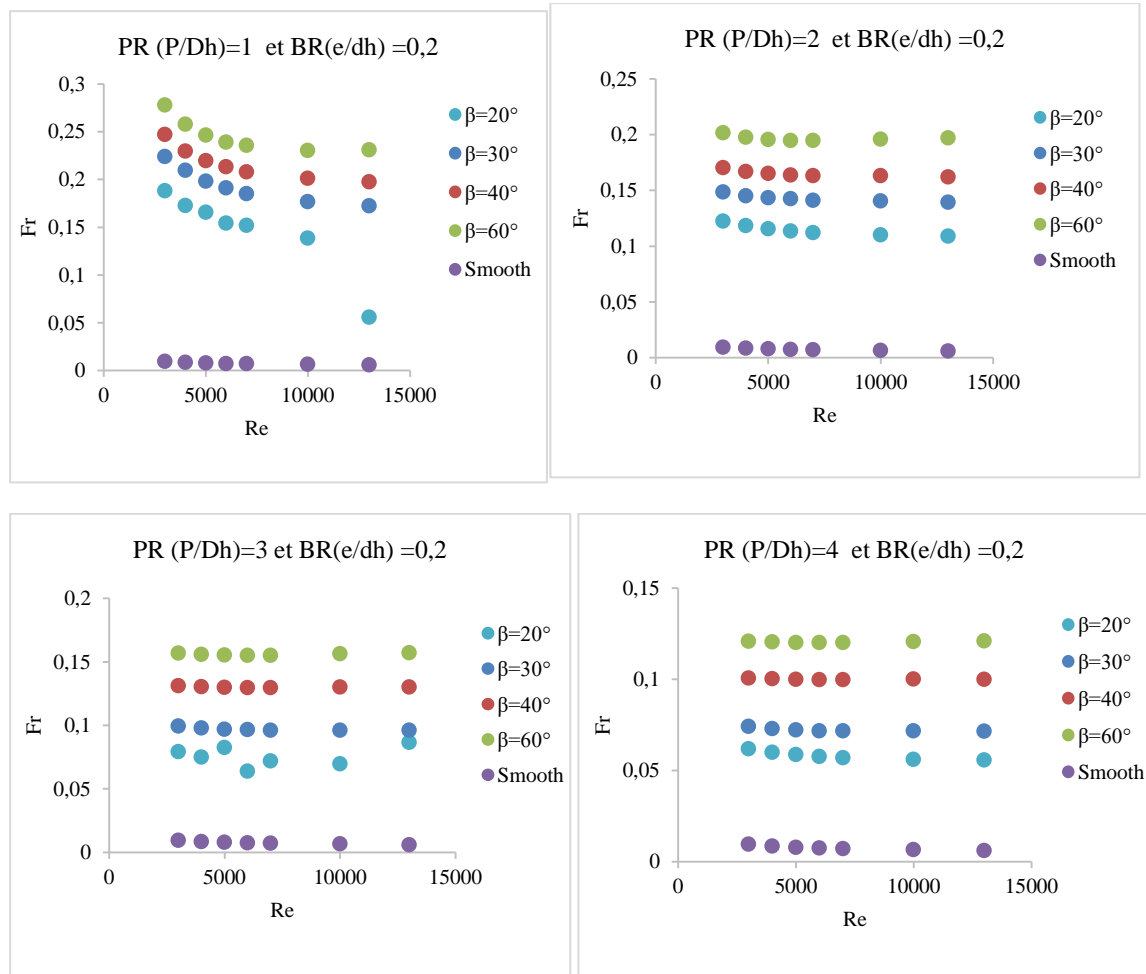 PR (P/Dh)=1 et BR(e/dh) =0,2
0,3
0,25
0,2
0,15
0,1
0,05
0
Fr
0 5000 10000 15000
Re
β=20°
β=30°
β=40°
β=60°
Smooth
PR (P/Dh)=2 et BR(e/dh) =0,2
0,25
0,2
0,15
0,1
0,05
0
Fr
0 5000 10000 15000
Re
β=20°
β=30°
β=40°
β=60°
Smooth
PR (P/Dh)=3 et BR(e/dh) =0,2
0,2
0,15
0,1
0,05
0
Fr
0 5000 10000 15000
Re
β=20°
β=30°
β=40°
β=60°
Smooth
PR (P/Dh)=4 et BR(e/dh) =0,2
0,15
0,1
0,05
0
Fr
0 5000 10000 15000
Re
β=20°
β=30°
β=40°
β=60°
Smooth